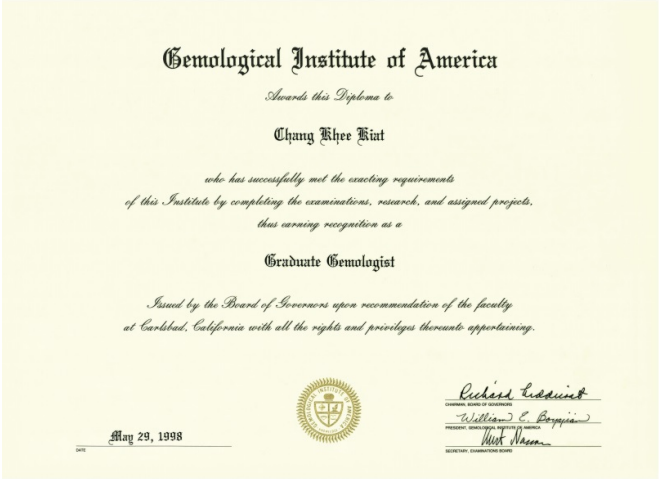 Gemological Institute of America
Awards this Diploma to
Chang Khee Kiat
who has successfully met the exacting requirements
of this Institute by completing the examinations, research, and assigned projects,
thus earning recognition as a
Graduate Gemologist
Issued by the Board of Governors upon recommendation of the faculty
at Carlsbad, California with all the rights and privileges thereunto appertaining.
GEMOLOGICAL INSTITUTE OF AMERICA
May 29, 1998
DATE
Richard
CHAIRMAN, BOARD OF GOVERNORS
William E. Boyajian
PRESIDENT, GEMOLOGICAL INSTITUTE OF AMERICA
SECRETARY, EXAMINATIONS BOARD